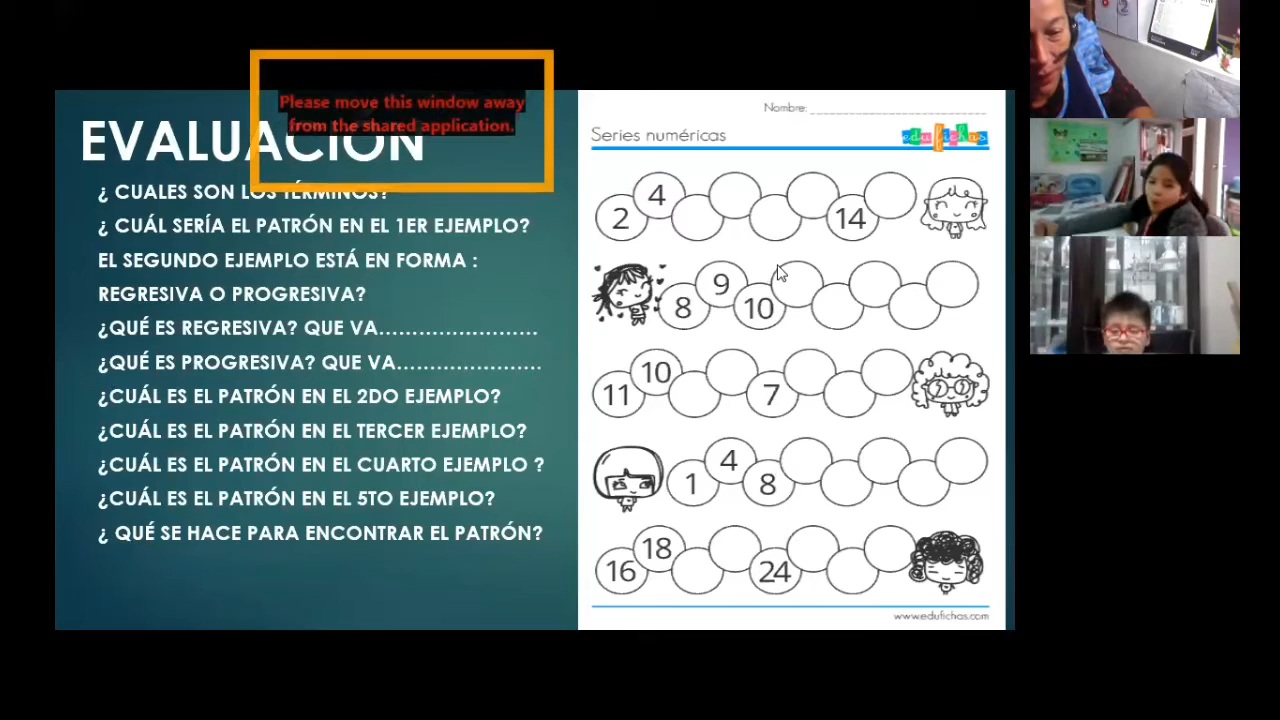 Please move this window away
from the shared application.
EVALUACIÓN
¿ CUALES SON LOS TÉRMINOS?
¿ CUÁL SERÍA EL PATRÓN EN EL 1ER EJEMPLO?
EL SEGUNDO EJEMPLO ESTÁ EN FORMA :
REGRESIVA O PROGRESIVA?
¿QUÉ ES REGRESIVA? QUE VA……………………
¿QUÉ ES PROGRESIVA? QUE VA………………….
¿CUÁL ES EL PATRÓN EN EL 2DO EJEMPLO?
¿CUÁL ES EL PATRÓN EN EL TERCER EJEMPLO?
¿CUÁL ES EL PATRÓN EN EL CUARTO EJEMPLO ?
¿CUÁL ES EL PATRÓN EN EL 5TO EJEMPLO?
¿ QUÉ SE HACE PARA ENCONTRAR EL PATRÓN?
Nombre: ______________________
Series numéricas
edufichas
2 4 14
8 9 10
11 10 7
1 4 8
16 18 24
www.edufichas.com